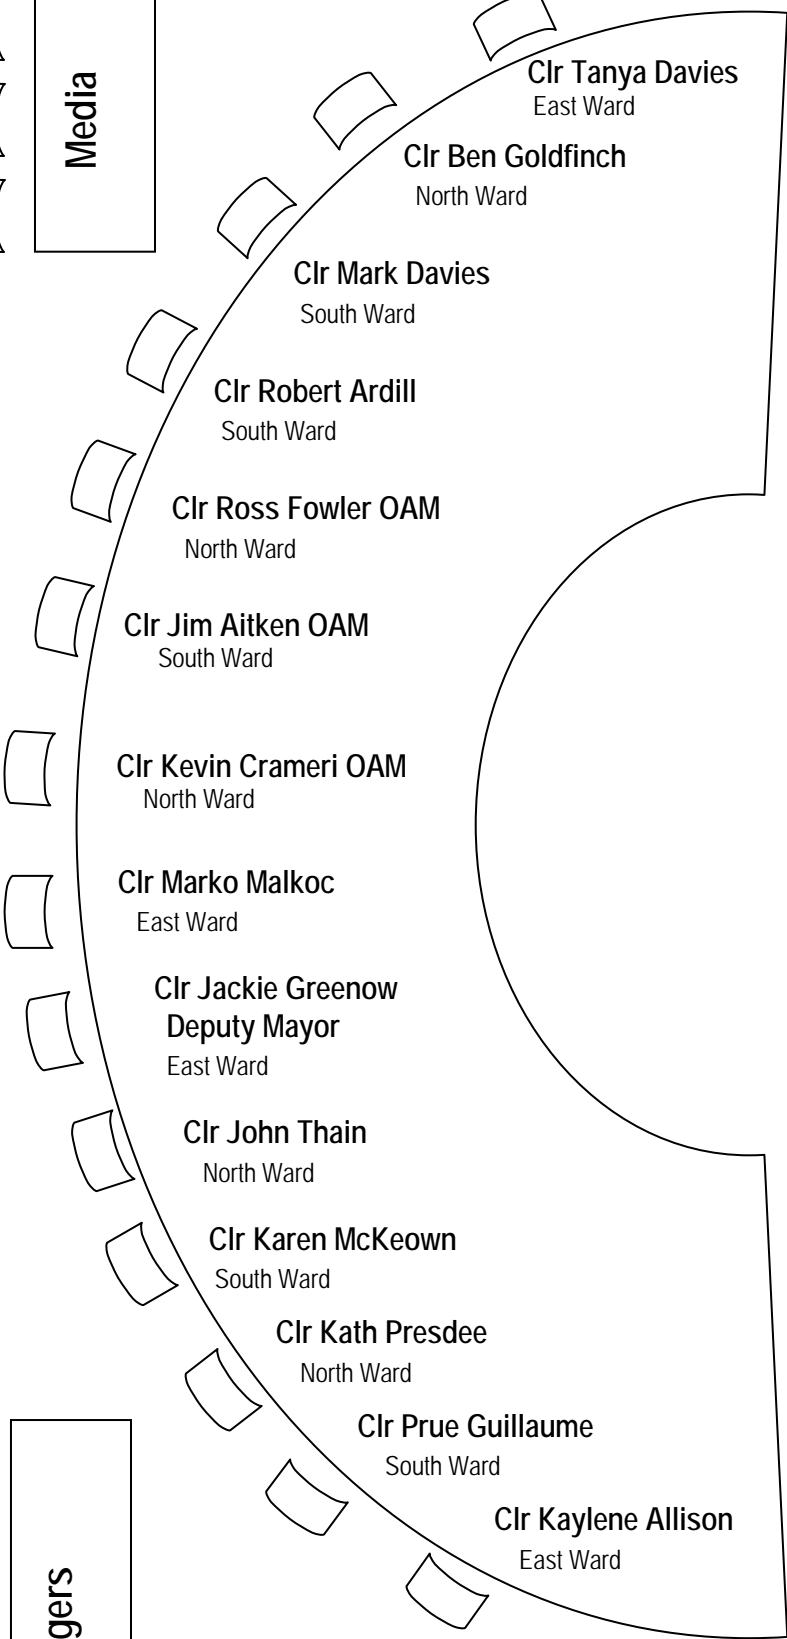 Media
Clr Tanya Davies
East Ward
Clr Ben Goldfinch
North Ward
Clr Mark Davies
South Ward
Clr Robert Ardill
South Ward
Clr Ross Fowler OAM
North Ward
Clr Jim Aitken OAM
South Ward
Clr Kevin Crameri OAM
North Ward
Clr Marko Malkoc
East Ward
Clr Jackie Greenow
Deputy Mayor
East Ward
Clr John Thain
North Ward
Clr Karen McKeown
South Ward
Clr Kath Presdee
North Ward
Clr Prue Guillaume
South Ward
Clr Kaylene Allison
East Ward